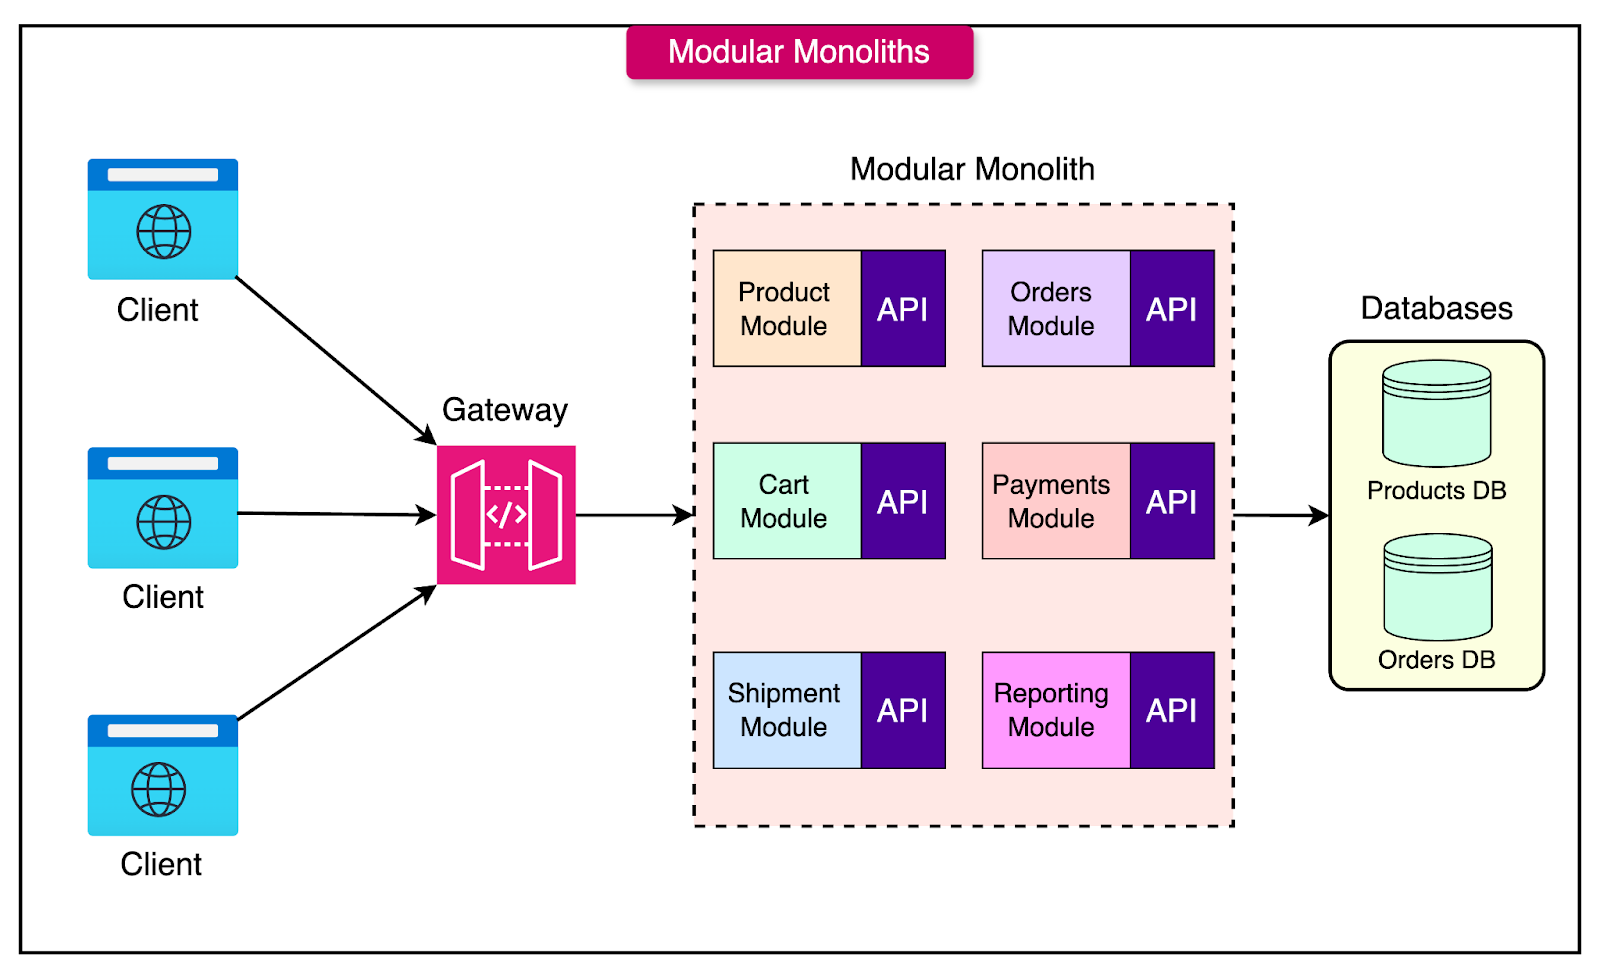 Modular Monoliths
Client
Client
Client
Gateway
</>
Modular Monolith
Product
Module
API
Orders
Module
API
Cart
Module
API
Payments
Module
API
Shipment
Module
API
Reporting
Module
API
Databases
Products DB
Orders DB